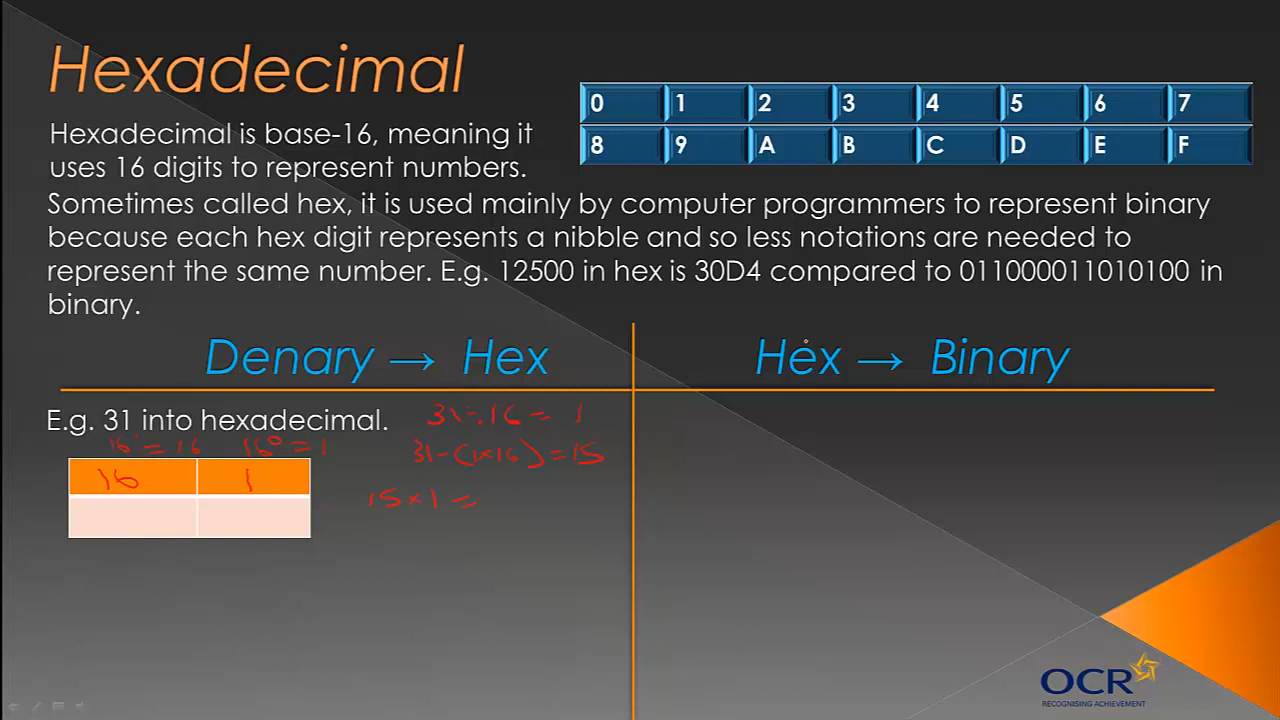 Hexadecimal
0 1 2 3 4 5 6 7
8 9 A B C D E F
Hexadecimal is base-16, meaning it
uses 16 digits to represent numbers.
Sometimes called hex, it is used mainly by computer programmers to represent binary
because each hex digit represents a nibble and so less notations are needed to
represent the same number. E.g. 12500 in hex is 30D4 compared to 011000011010100 in
binary.
Denary → Hex
Hex → Binary
E.g. 31 into hexadecimal.
31÷16 = 1
16¹ = 16 16⁰ = 1
31-(1×16) = 15
16 1
15×1 =
OCR
RECOGNISING ACHIEVEMENT